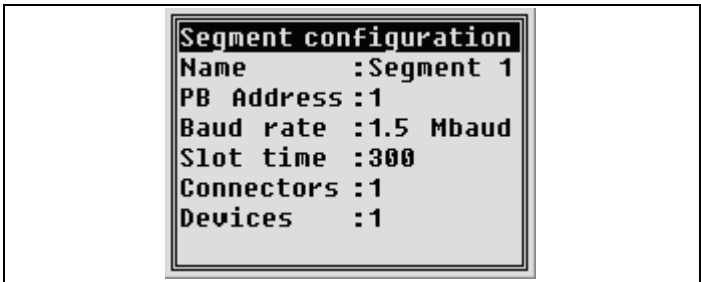 Segment configuration
Name :Segment 1
PB Address :1
Baud rate :1.5 Mbaud
Slot time :300
Connectors :1
Devices :1